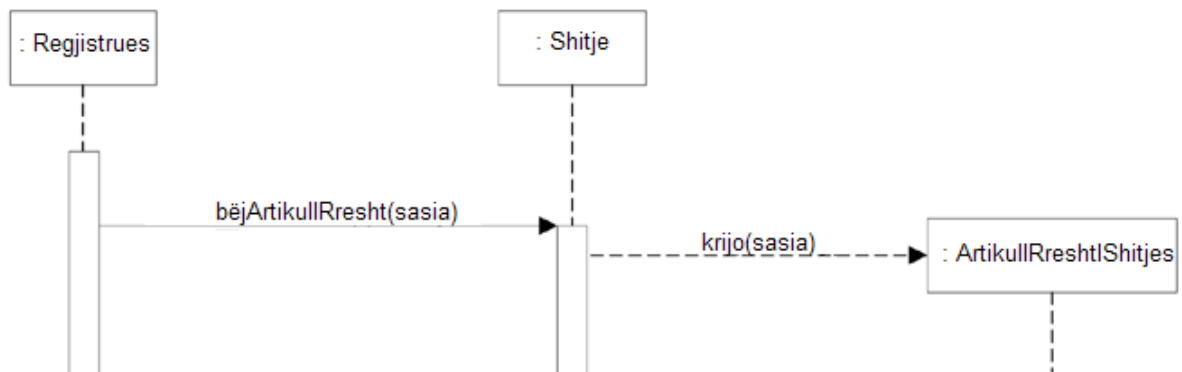 : Regjistrues
: Shitje
bëjArtikullRresht(sasia)
krijo(sasia)
: ArtikullRreshtIShitjes